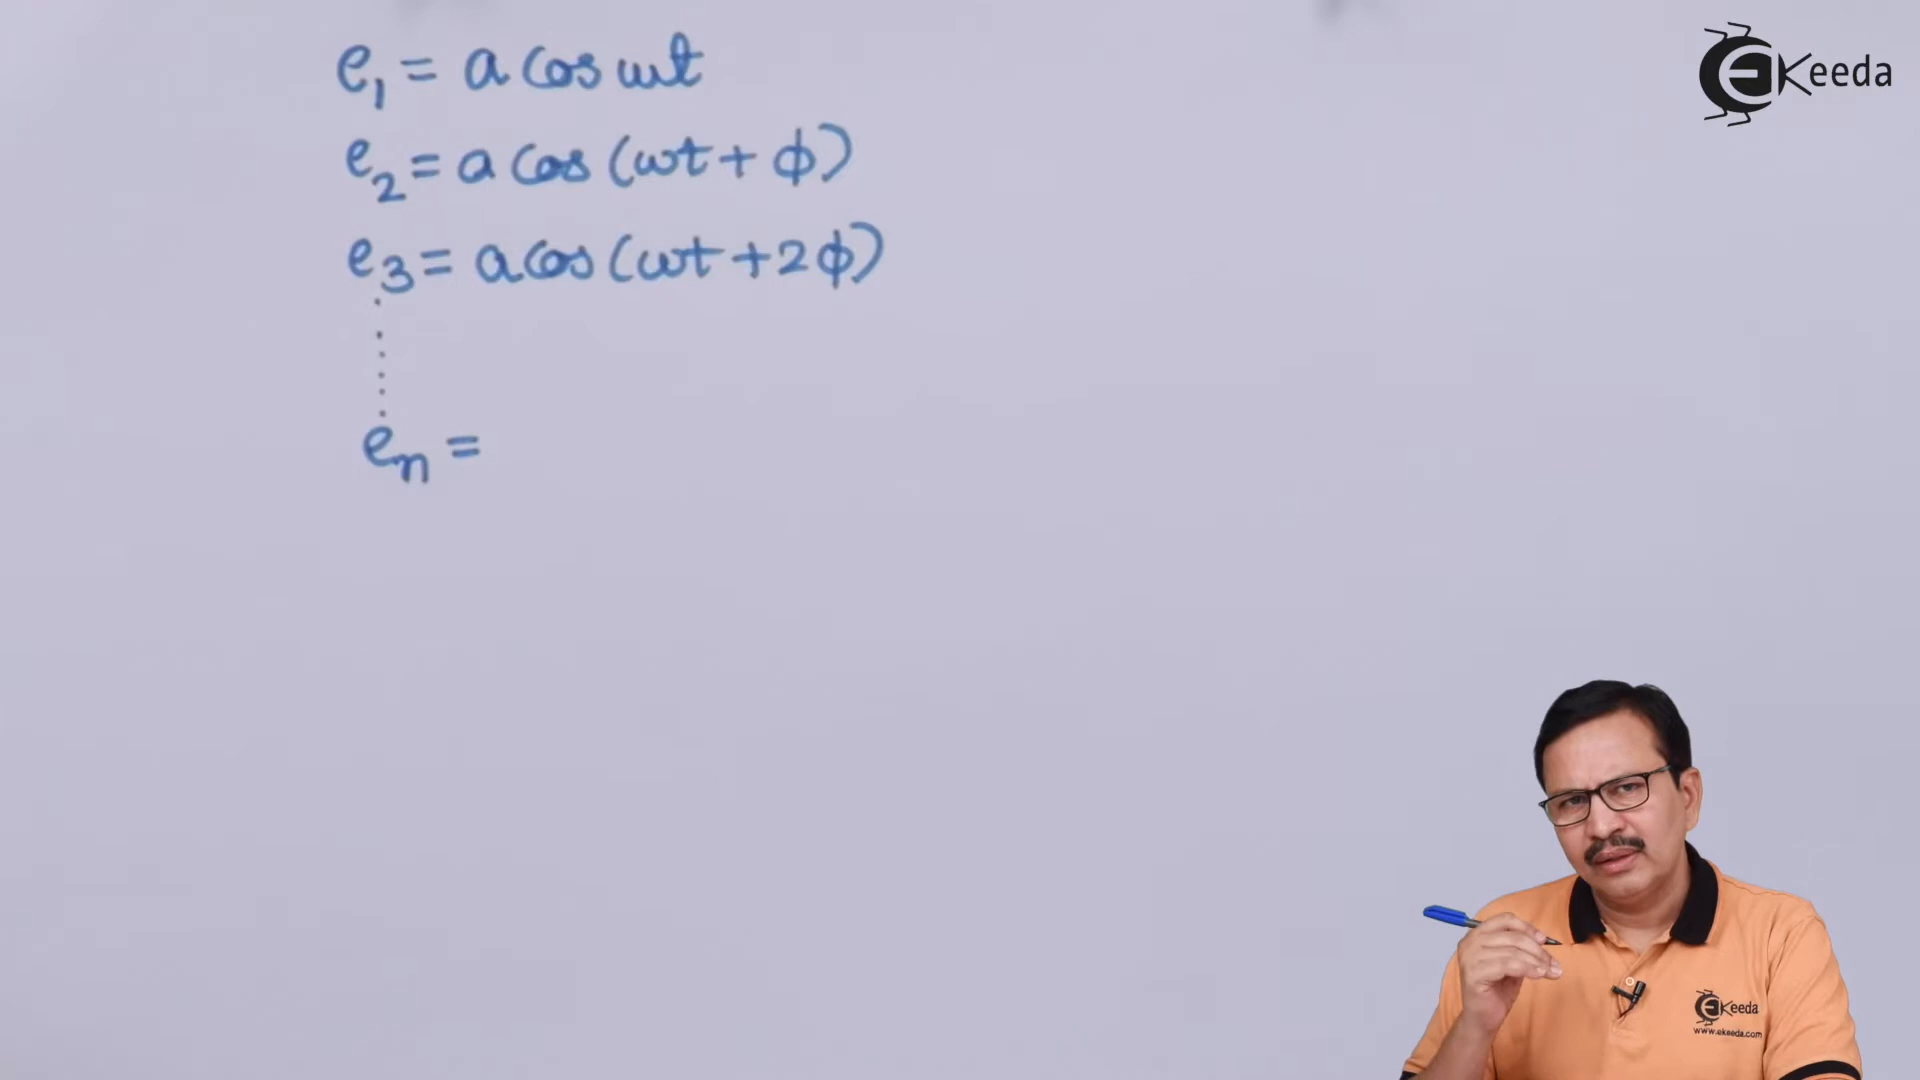 e₁ = a cos ωt
EKeeda
e₂ = a cos (ωt + φ)
e₃ = a cos (ωt + 2φ)
eₙ =
EKeeda
www.ekeeda.com